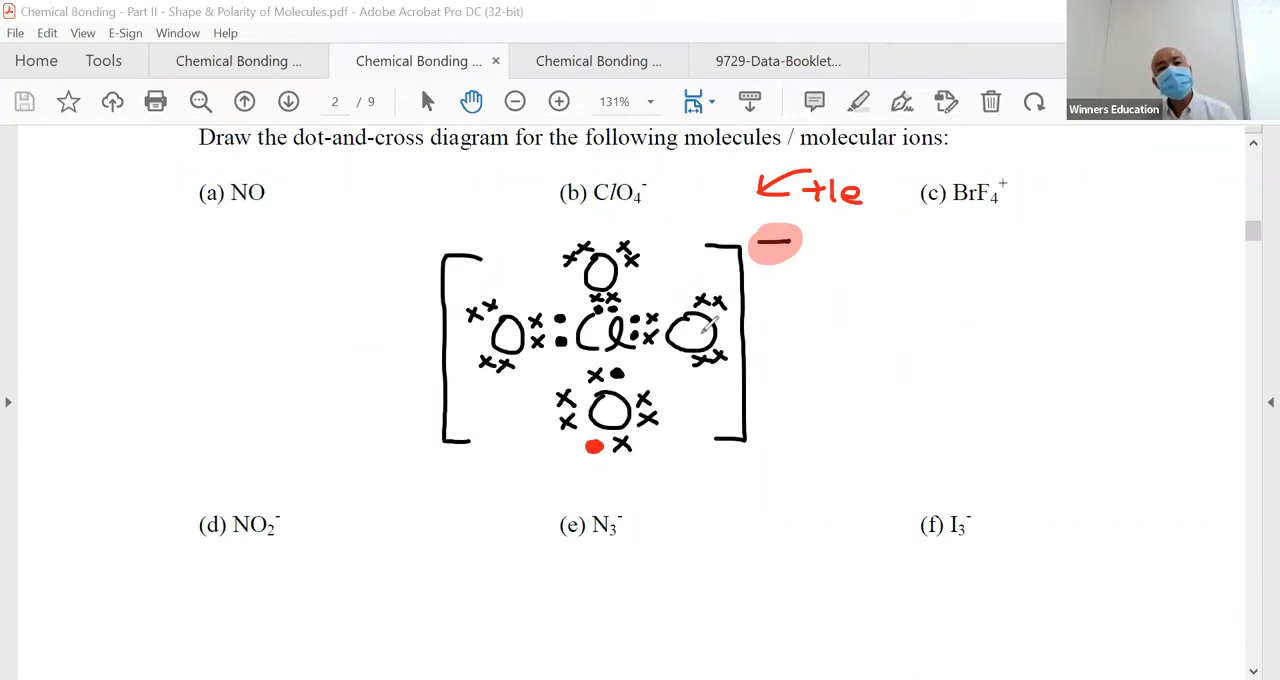 Chemical Bonding - Part II - Shape & Polarity of Molecules.pdf - Adobe Acrobat Pro DC (32-bit)
File Edit View E-Sign Window Help
Home Tools Chemical Bonding ... Chemical Bonding ... × Chemical Bonding ... 9729-Data-Booklet...
2 / 9 131%
Winners Education
Draw the dot-and-cross diagram for the following molecules / molecular ions:
(a) NO (b) ClO₄⁻ (c) BrF₄⁺
+1e
−
O
O Cl O
O
(d) NO₂⁻ (e) N₃⁻ (f) I₃⁻